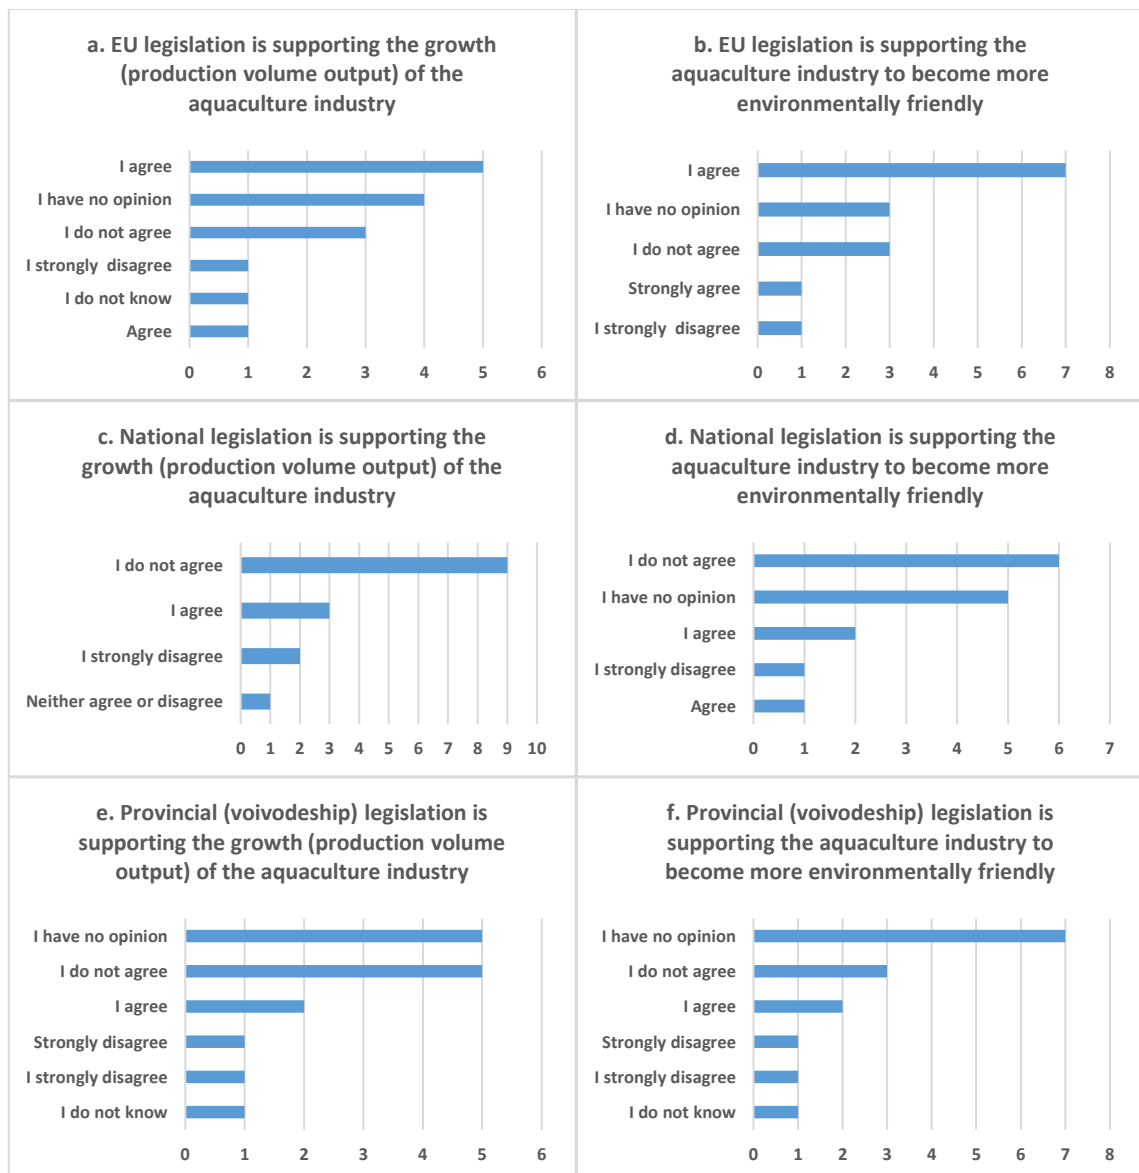 a. EU legislation is supporting the growth
(production volume output) of the
aquaculture industry
I agree
I have no opinion
I do not agree
I strongly  disagree
I do not know
Agree
0 1 2 3 4 5 6
b. EU legislation is supporting the
aquaculture industry to become more
environmentally friendly
I agree
I have no opinion
I do not agree
Strongly agree
I strongly  disagree
0 1 2 3 4 5 6 7 8
c. National legislation is supporting the
growth (production volume output) of the
aquaculture industry
I do not agree
I agree
I strongly disagree
Neither agree or disagree
0 1 2 3 4 5 6 7 8 9 10
d. National legislation is supporting the
aquaculture industry to become more
environmentally friendly
I do not agree
I have no opinion
I agree
I strongly disagree
Agree
0 1 2 3 4 5 6 7
e. Provincial (voivodeship) legislation is
supporting the growth (production volume
output) of the aquaculture industry
I have no opinion
I do not agree
I agree
Strongly disagree
I strongly disagree
I do not know
0 1 2 3 4 5 6
f. Provincial (voivodeship) legislation is
supporting the aquaculture industry to
become more environmentally friendly
I have no opinion
I do not agree
I agree
Strongly disagree
I strongly disagree
I do not know
0 1 2 3 4 5 6 7 8